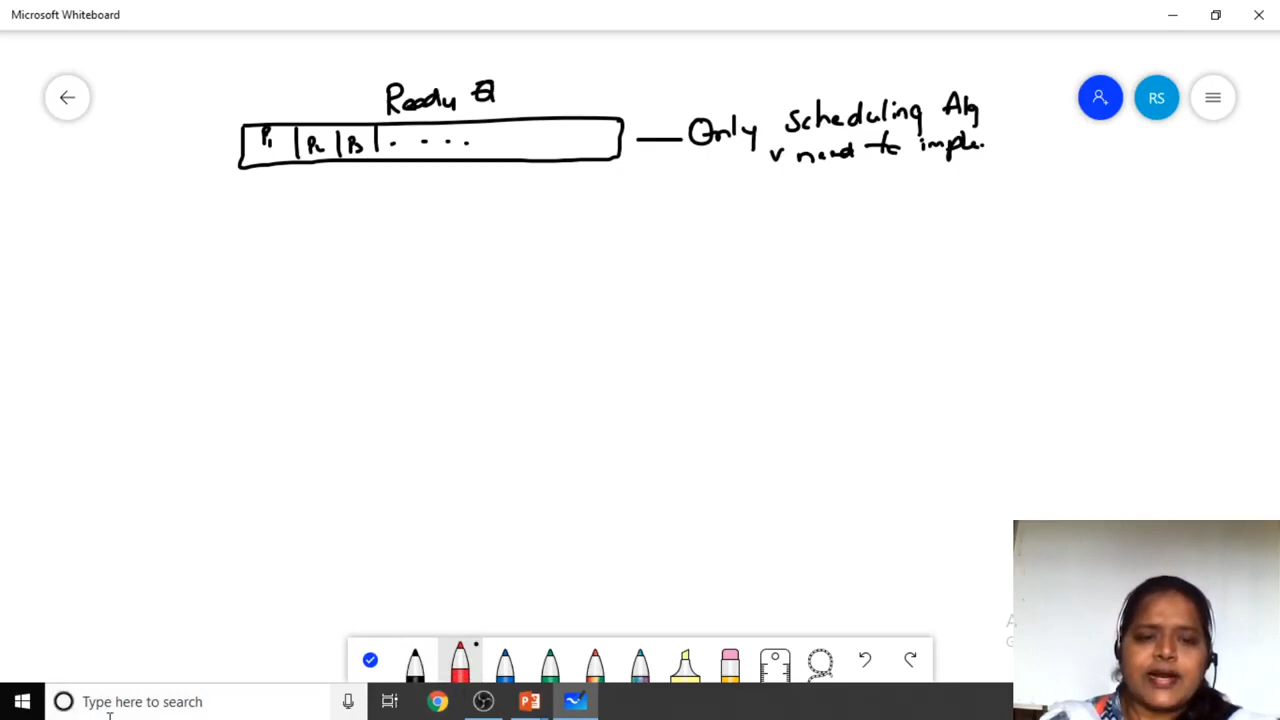 Microsoft Whiteboard
Ready Q
RS
P1 P2 P3 . . . .
Only Scheduling Alg
v need to imple.
Type here to search